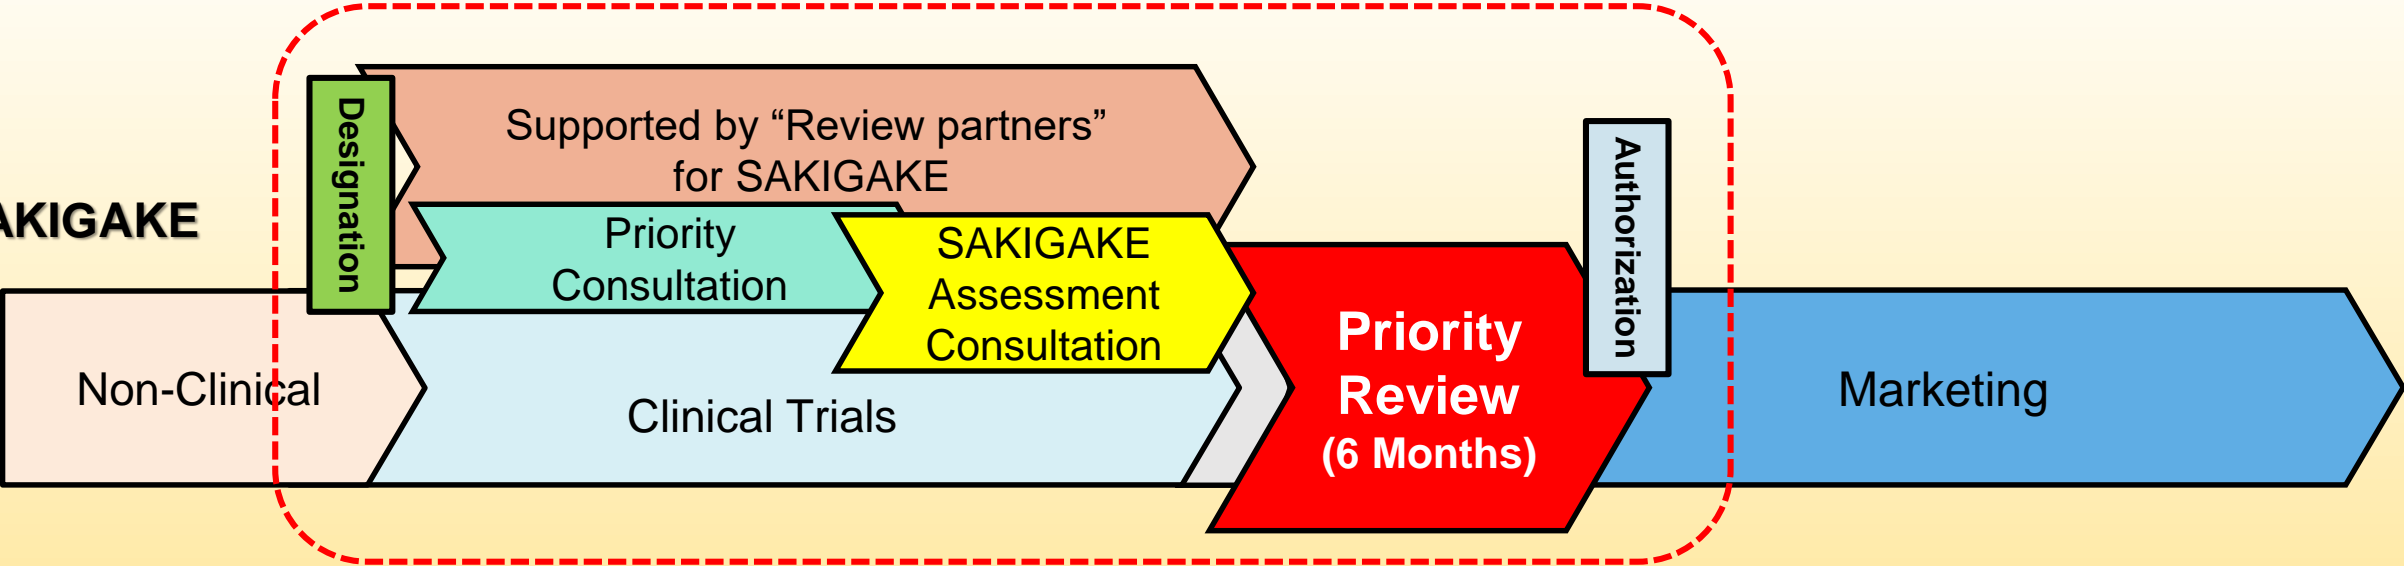 AKIGAKE
Designation
Supported by “Review partners”
for SAKIGAKE
Priority
Consultation
SAKIGAKE
Assessment
Consultation
Non-Clinical
Clinical Trials
Priority
Review
(6 Months)
Authorization
Marketing